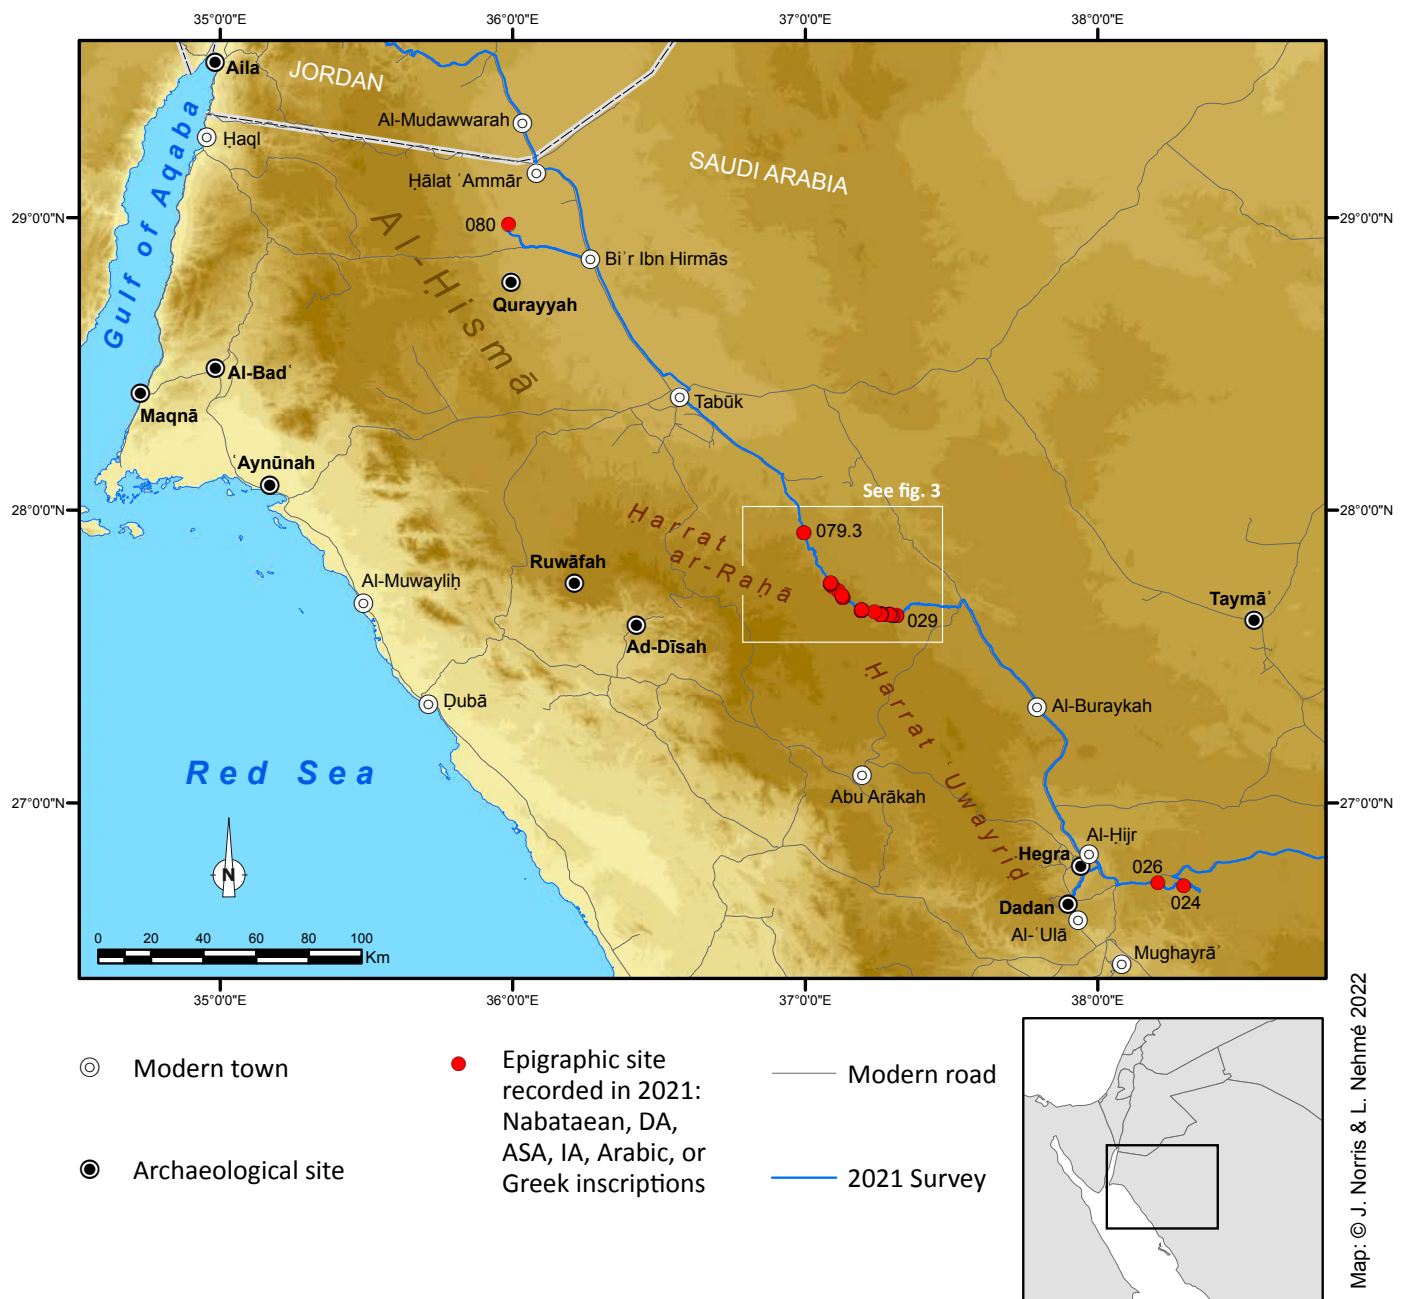 35°0'0"E
36°0'0"E
37°0'0"E
38°0'0"E
Aila
JORDAN
Al-Mudawwarah
Ḥaql
SAUDI ARABIA
Ḥālat ʿAmmār
29°0'0"N
29°0'0"N
080
Gulf of Aqaba
Al-Ḥismā
Biʾr Ibn Hirmās
Qurayyah
Al-Badʿ
Maqnā
Tabūk
ʿAynūnah
See fig. 3
28°0'0"N
28°0'0"N
079.3
Ḥarrat
ar-Raḥā
Ruwāfah
Al-Muwayliḥ
Taymāʾ
029
Ad-Dīsah
Ḍubā
Al-Buraykah
Ḥarrat ʿUwayriḍ
Red Sea
Abu Arākah
27°0'0"N
27°0'0"N
Al-Ḥijr
Hegra
026
N
024
Dadan
Al-ʿUlā
Mughayrāʾ
0 20 40 60 80 100
Km
35°0'0"E
36°0'0"E
37°0'0"E
38°0'0"E
Modern town
Archaeological site
Epigraphic site
recorded in 2021:
Nabataean, DA,
ASA, IA, Arabic, or
Greek inscriptions
Modern road
2021 Survey
Map: © J. Norris & L. Nehmé 2022